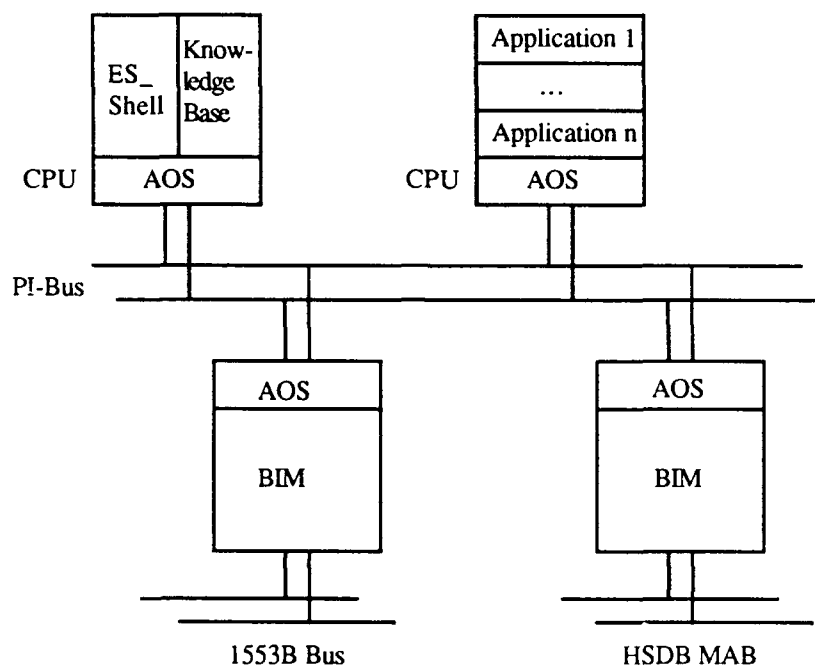 ES_
Shell
Know-
ledge
Base
CPU
AOS
Application 1
...
Application n
CPU
AOS
PI-Bus
AOS
BIM
AOS
BIM
1553B Bus
HSDB MAB